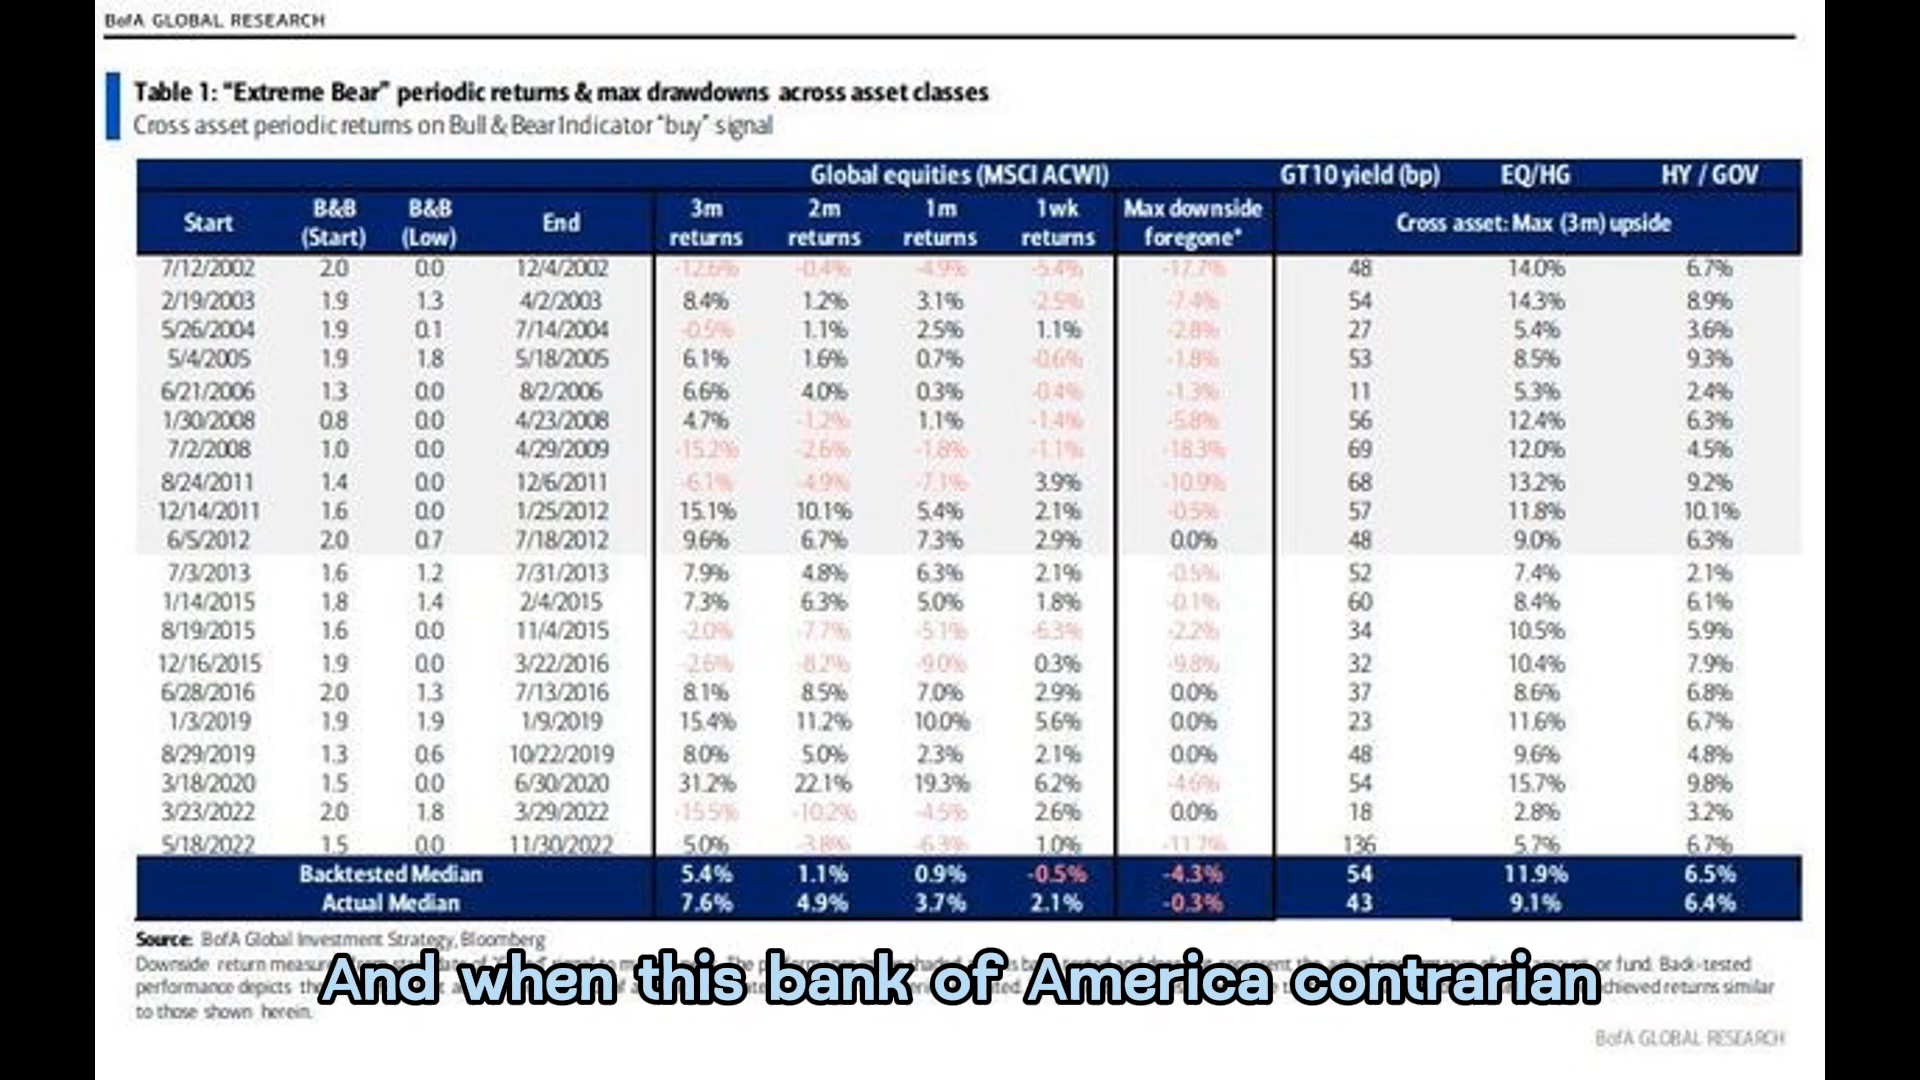 BofA GLOBAL RESEARCH
Table 1: "Extreme Bear" periodic returns & max drawdowns across asset classes
Cross asset periodic returns on Bull & Bear Indicator "buy" signal
Global equities (MSCI ACWI) GT10 yield (bp) EQ/HG HY / GOV
Start B&B (Start) B&B (Low) End 3m returns 2m returns 1m returns 1wk returns Max downside foregone* Cross asset: Max (3m) upside
7/12/2002 2.0 0.0 12/4/2002 -12.6% -0.4% -4.9% -5.4% -17.7% 48 14.0% 6.7%
2/19/2003 1.9 1.3 4/2/2003 8.4% 1.2% 3.1% -2.5% -7.4% 54 14.3% 8.9%
5/26/2004 1.9 0.1 7/14/2004 -0.5% 1.1% 2.5% 1.1% -2.8% 27 5.4% 3.6%
5/4/2005 1.9 1.8 5/18/2005 6.1% 1.6% 0.7% -0.6% -1.8% 53 8.5% 9.3%
6/21/2006 1.3 0.0 8/2/2006 6.6% 4.0% 0.3% -0.4% -1.3% 11 5.3% 2.4%
1/30/2008 0.8 0.0 4/23/2008 4.7% -1.2% 1.1% -1.4% -5.8% 56 12.4% 6.3%
7/2/2008 1.0 0.0 4/29/2009 -15.2% -2.6% -1.8% -1.1% -18.3% 69 12.0% 4.5%
8/24/2011 1.4 0.0 12/6/2011 -6.1% -4.9% -7.1% 3.9% -10.9% 68 13.2% 9.2%
12/14/2011 1.6 0.0 1/25/2012 15.1% 10.1% 5.4% 2.1% -0.5% 57 11.8% 10.1%
6/5/2012 2.0 0.7 7/18/2012 9.6% 6.7% 7.3% 2.9% 0.0% 48 9.0% 6.3%
7/3/2013 1.6 1.2 7/31/2013 7.9% 4.8% 6.3% 2.1% -0.5% 52 7.4% 2.1%
1/14/2015 1.8 1.4 2/4/2015 7.3% 6.3% 5.0% 1.8% -0.1% 60 8.4% 6.1%
8/19/2015 1.6 0.0 11/4/2015 -2.0% -7.7% -5.1% -6.3% -2.2% 34 10.5% 5.9%
12/16/2015 1.9 0.0 3/22/2016 -2.6% -8.2% -9.0% 0.3% -9.8% 32 10.4% 7.9%
6/28/2016 2.0 1.3 7/13/2016 8.1% 8.5% 7.0% 2.9% 0.0% 37 8.6% 6.8%
1/3/2019 1.9 1.9 1/9/2019 15.4% 11.2% 10.0% 5.6% 0.0% 23 11.6% 6.7%
8/29/2019 1.3 0.6 10/22/2019 8.0% 5.0% 2.3% 2.1% 0.0% 48 9.6% 4.8%
3/18/2020 1.5 0.0 6/30/2020 31.2% 22.1% 19.3% 6.2% -4.6% 54 15.7% 9.8%
3/23/2022 2.0 1.8 3/29/2022 -15.5% -10.2% -4.5% 2.6% 0.0% 18 2.8% 3.2%
5/18/2022 1.5 0.0 11/30/2022 5.0% -3.8% -6.3% 1.0% -11.7% 136 5.7% 6.7%
Backtested Median 5.4% 1.1% 0.9% -0.5% -4.3% 54 11.9% 6.5%
Actual Median 7.6% 4.9% 3.7% 2.1% -0.3% 43 9.1% 6.4%
Source: BofA Global Investment Strategy, Bloomberg
Downside return or fund. Back-tested
performance depicts returns similar
to those shown herein.
And when this bank of America contrarian
BofA GLOBAL RESEARCH